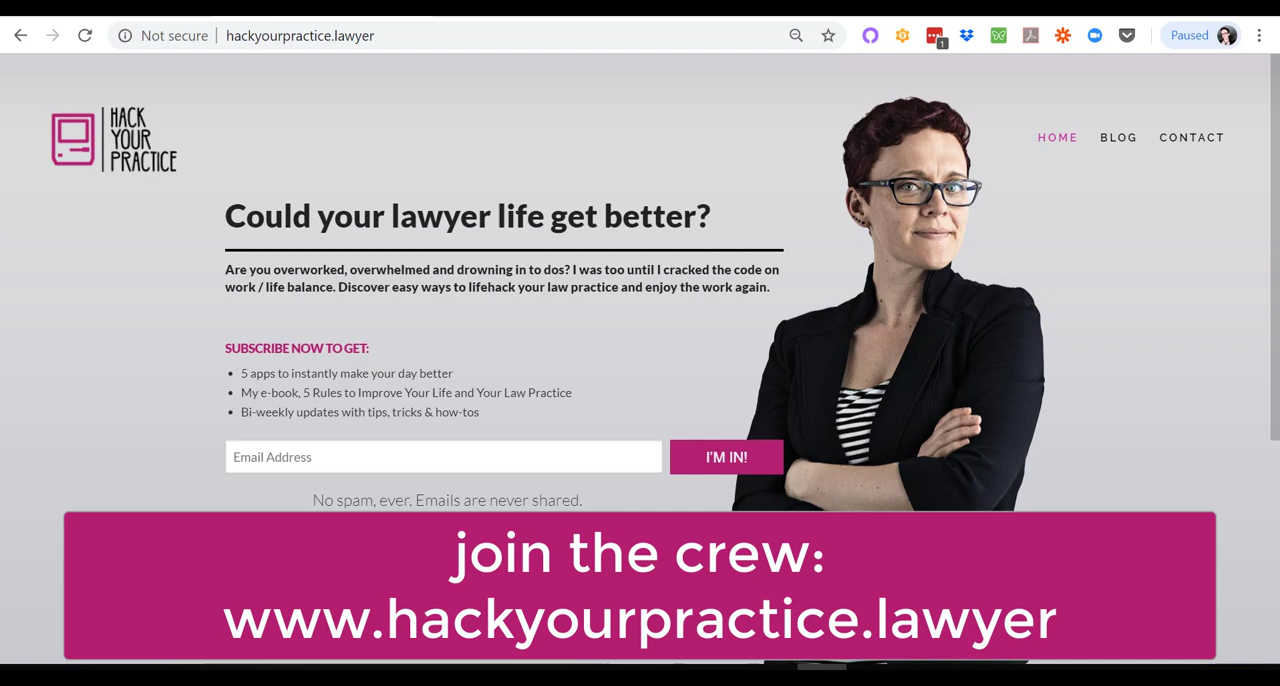 Not secure
hackyourpractice.lawyer
1
Paused
HACK
YOUR
PRACTICE
HOME
BLOG
CONTACT
Could your lawyer life get better?
Are you overworked, overwhelmed and drowning in to dos? I was too until I cracked the code on
work / life balance. Discover easy ways to lifehack your law practice and enjoy the work again.
SUBSCRIBE NOW TO GET:
• 5 apps to instantly make your day better
• My e-book, 5 Rules to Improve Your Life and Your Law Practice
• Bi-weekly updates with tips, tricks & how-tos
Email Address
I'M IN!
No spam, ever. Emails are never shared.
join the crew:
www.hackyourpractice.lawyer